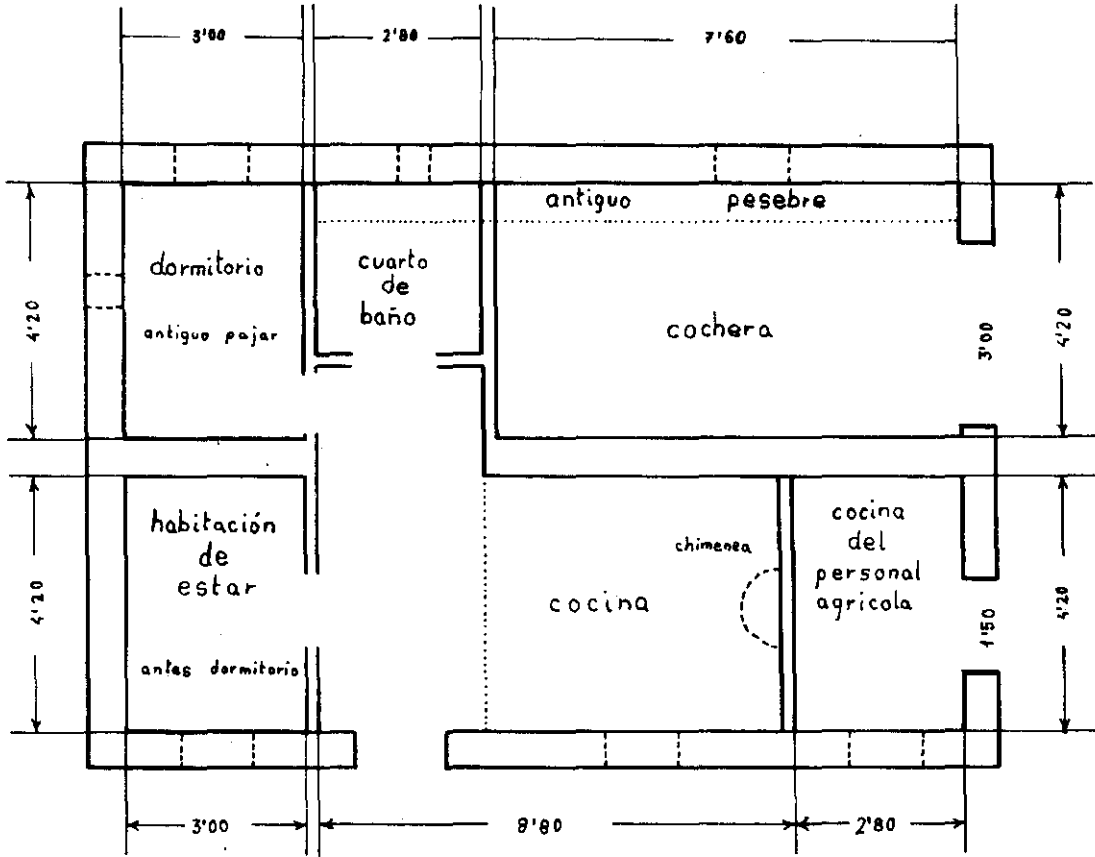 3'00
2'80
7'60
antiguo pesebre
dormitorio
antiguo pajar
cuarto
de
baño
cochera
4'20
3'00
4'20
habitación
de
estar
antes dormitorio
chimenea
cocina
cocina
del
personal
agricola
4'20
1'50
4'20
3'00
8'80
2'80